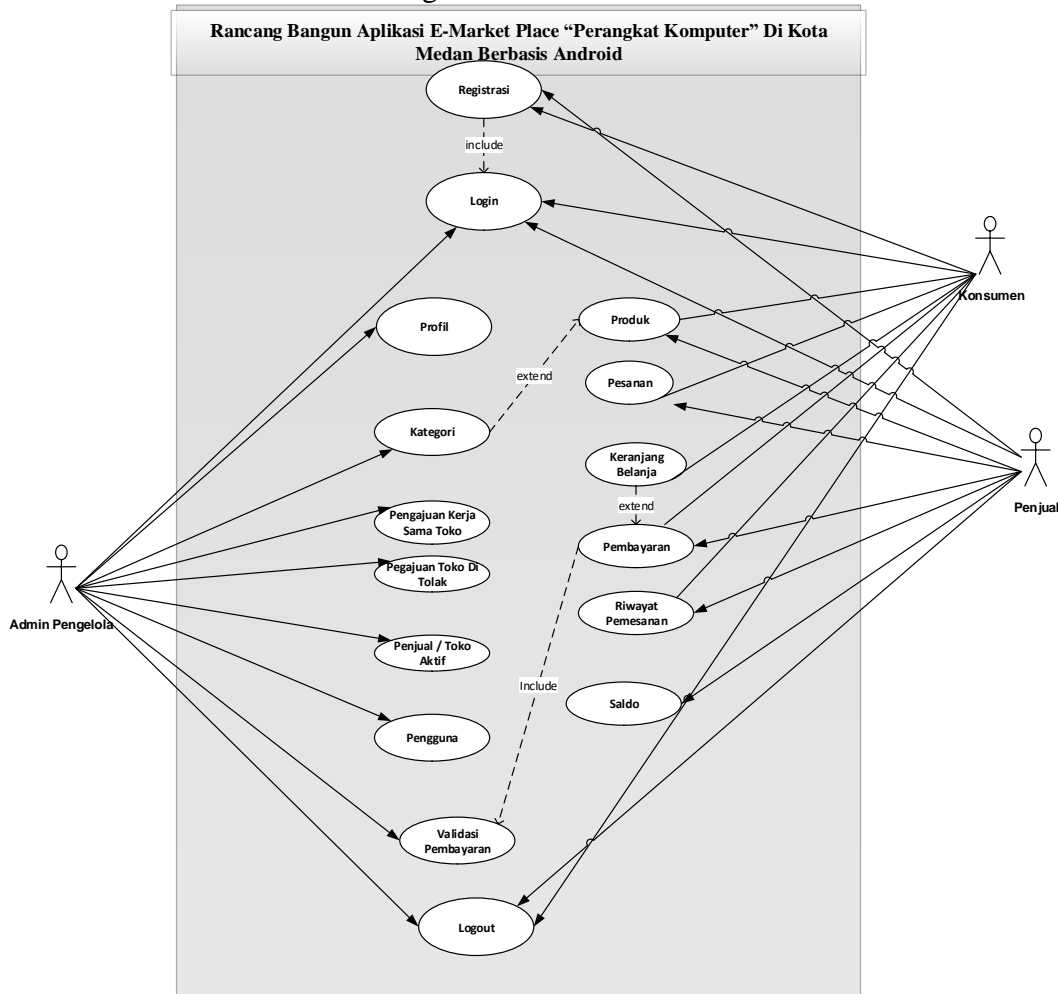 Rancang Bangun Aplikasi E-Market Place “Perangkat Komputer” Di Kota
Medan Berbasis Android
Registrasi
include
Login
Konsumen
Profil
Produk
extend
Pesanan
Kategori
Keranjang
Belanja
extend
Penjual
Pengajuan Kerja
Sama Toko
Pembayaran
Pegajuan Toko Di
Tolak
Admin Pengelola
Riwayat
Pemesanan
Penjual / Toko
Aktif
Include
Saldo
Pengguna
Validasi
Pembayaran
Logout